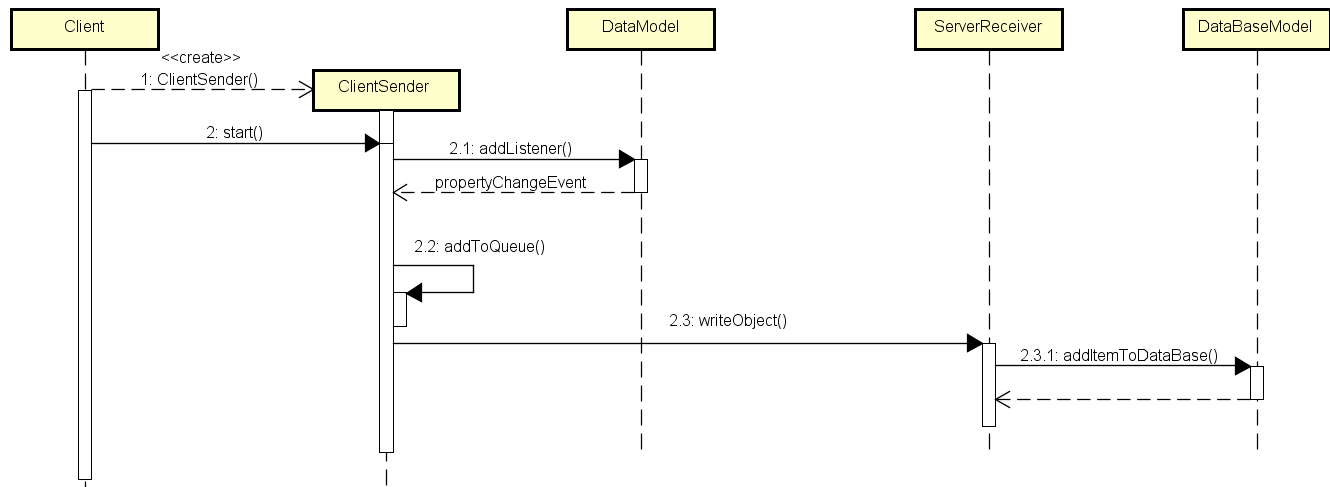 Client
DataModel
ServerReceiver
DataBaseModel
<<create>>
1: ClientSender()
ClientSender
2: start()
2.1: addListener()
propertyChangeEvent
2.2: addToQueue()
2.3: writeObject()
2.3.1: addItemToDataBase()